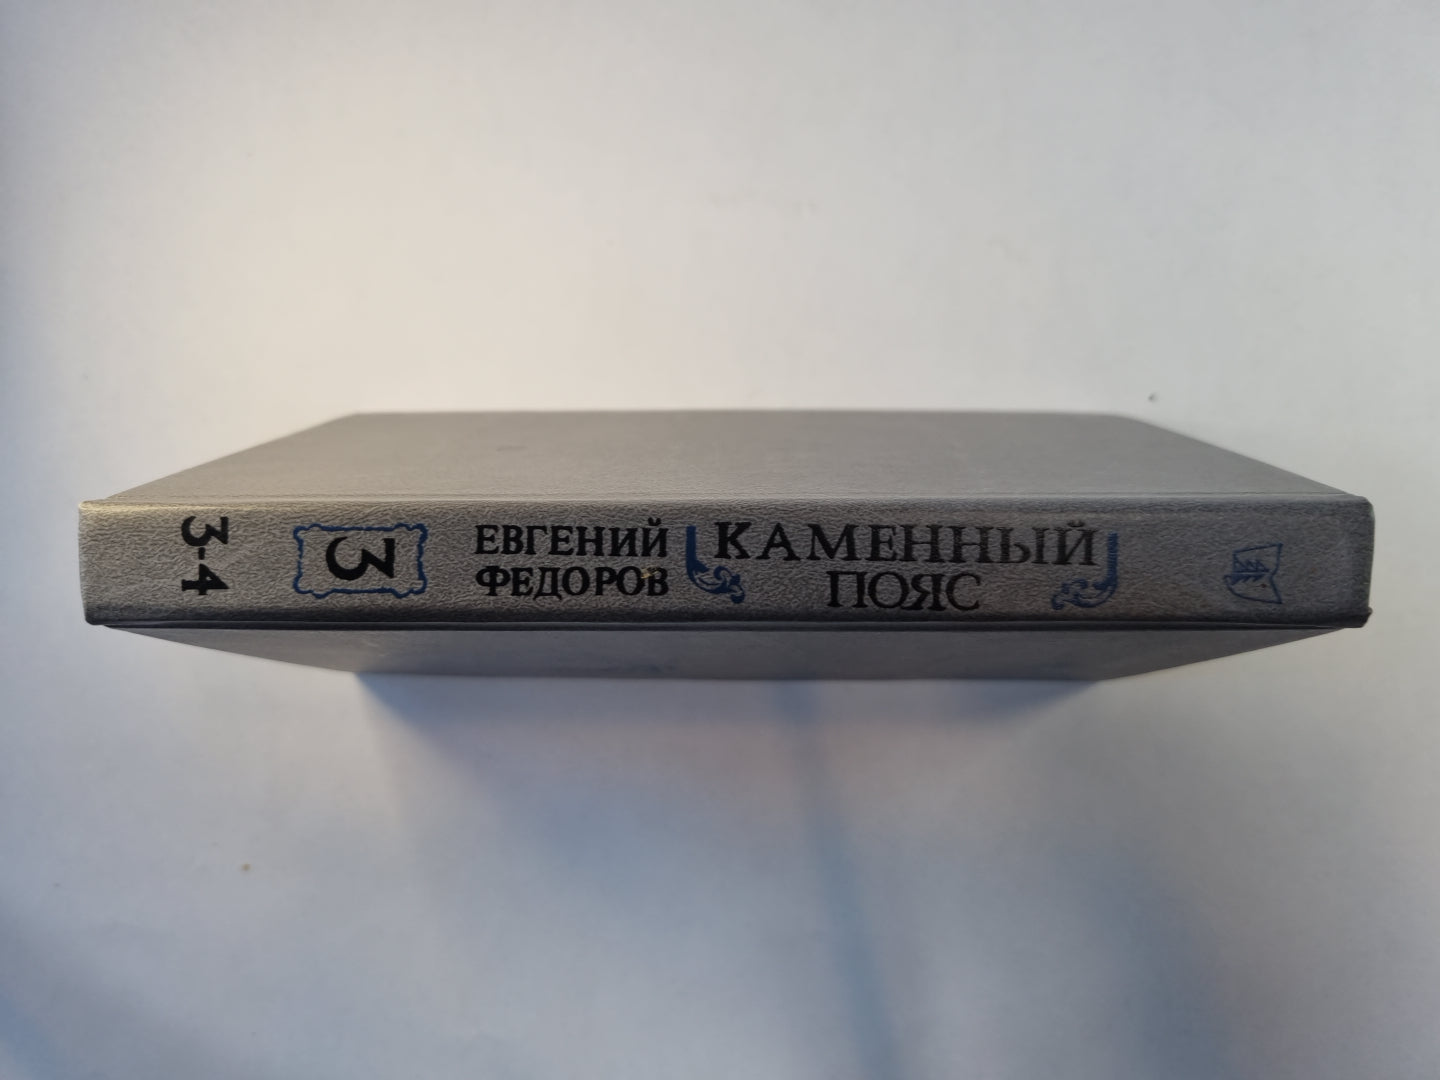 3-4
3
ЕВГЕНИЙ
ФЕДОРОВ
КАМЕННЫЙ
ПОЯС